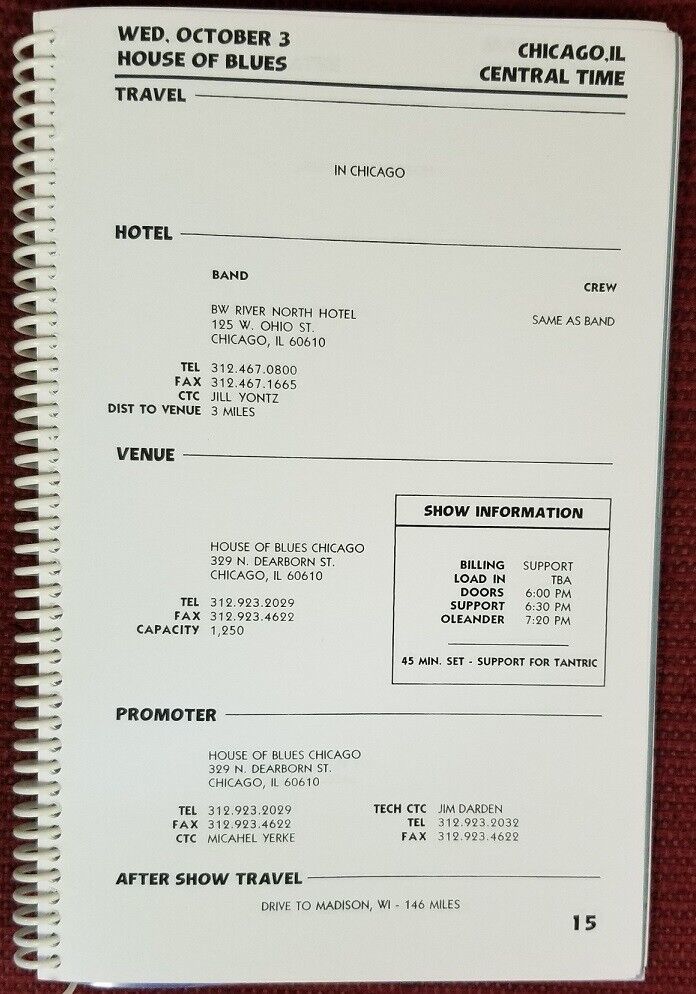 WED. OCTOBER 3
HOUSE OF BLUES
CHICAGO,IL
CENTRAL TIME
TRAVEL
IN CHICAGO
HOTEL
BAND
CREW
BW RIVER NORTH HOTEL
125 W. OHIO ST.
CHICAGO, IL 60610
SAME AS BAND
TEL 312.467.0800
FAX 312.467.1665
CTC JILL YONTZ
DIST TO VENUE 3 MILES
VENUE
HOUSE OF BLUES CHICAGO
329 N. DEARBORN ST.
CHICAGO, IL 60610
TEL 312.923.2029
FAX 312.923.4622
CAPACITY 1,250
SHOW INFORMATION
BILLING SUPPORT
LOAD IN TBA
DOORS 6:00 PM
SUPPORT 6:30 PM
OLEANDER 7:20 PM
45 MIN. SET - SUPPORT FOR TANTRIC
PROMOTER
HOUSE OF BLUES CHICAGO
329 N. DEARBORN ST.
CHICAGO, IL 60610
TEL 312.923.2029
FAX 312.923.4622
CTC MICAHEL YERKE
TECH CTC JIM DARDEN
TEL 312.923.2032
FAX 312.923.4622
AFTER SHOW TRAVEL
DRIVE TO MADISON, WI - 146 MILES
15